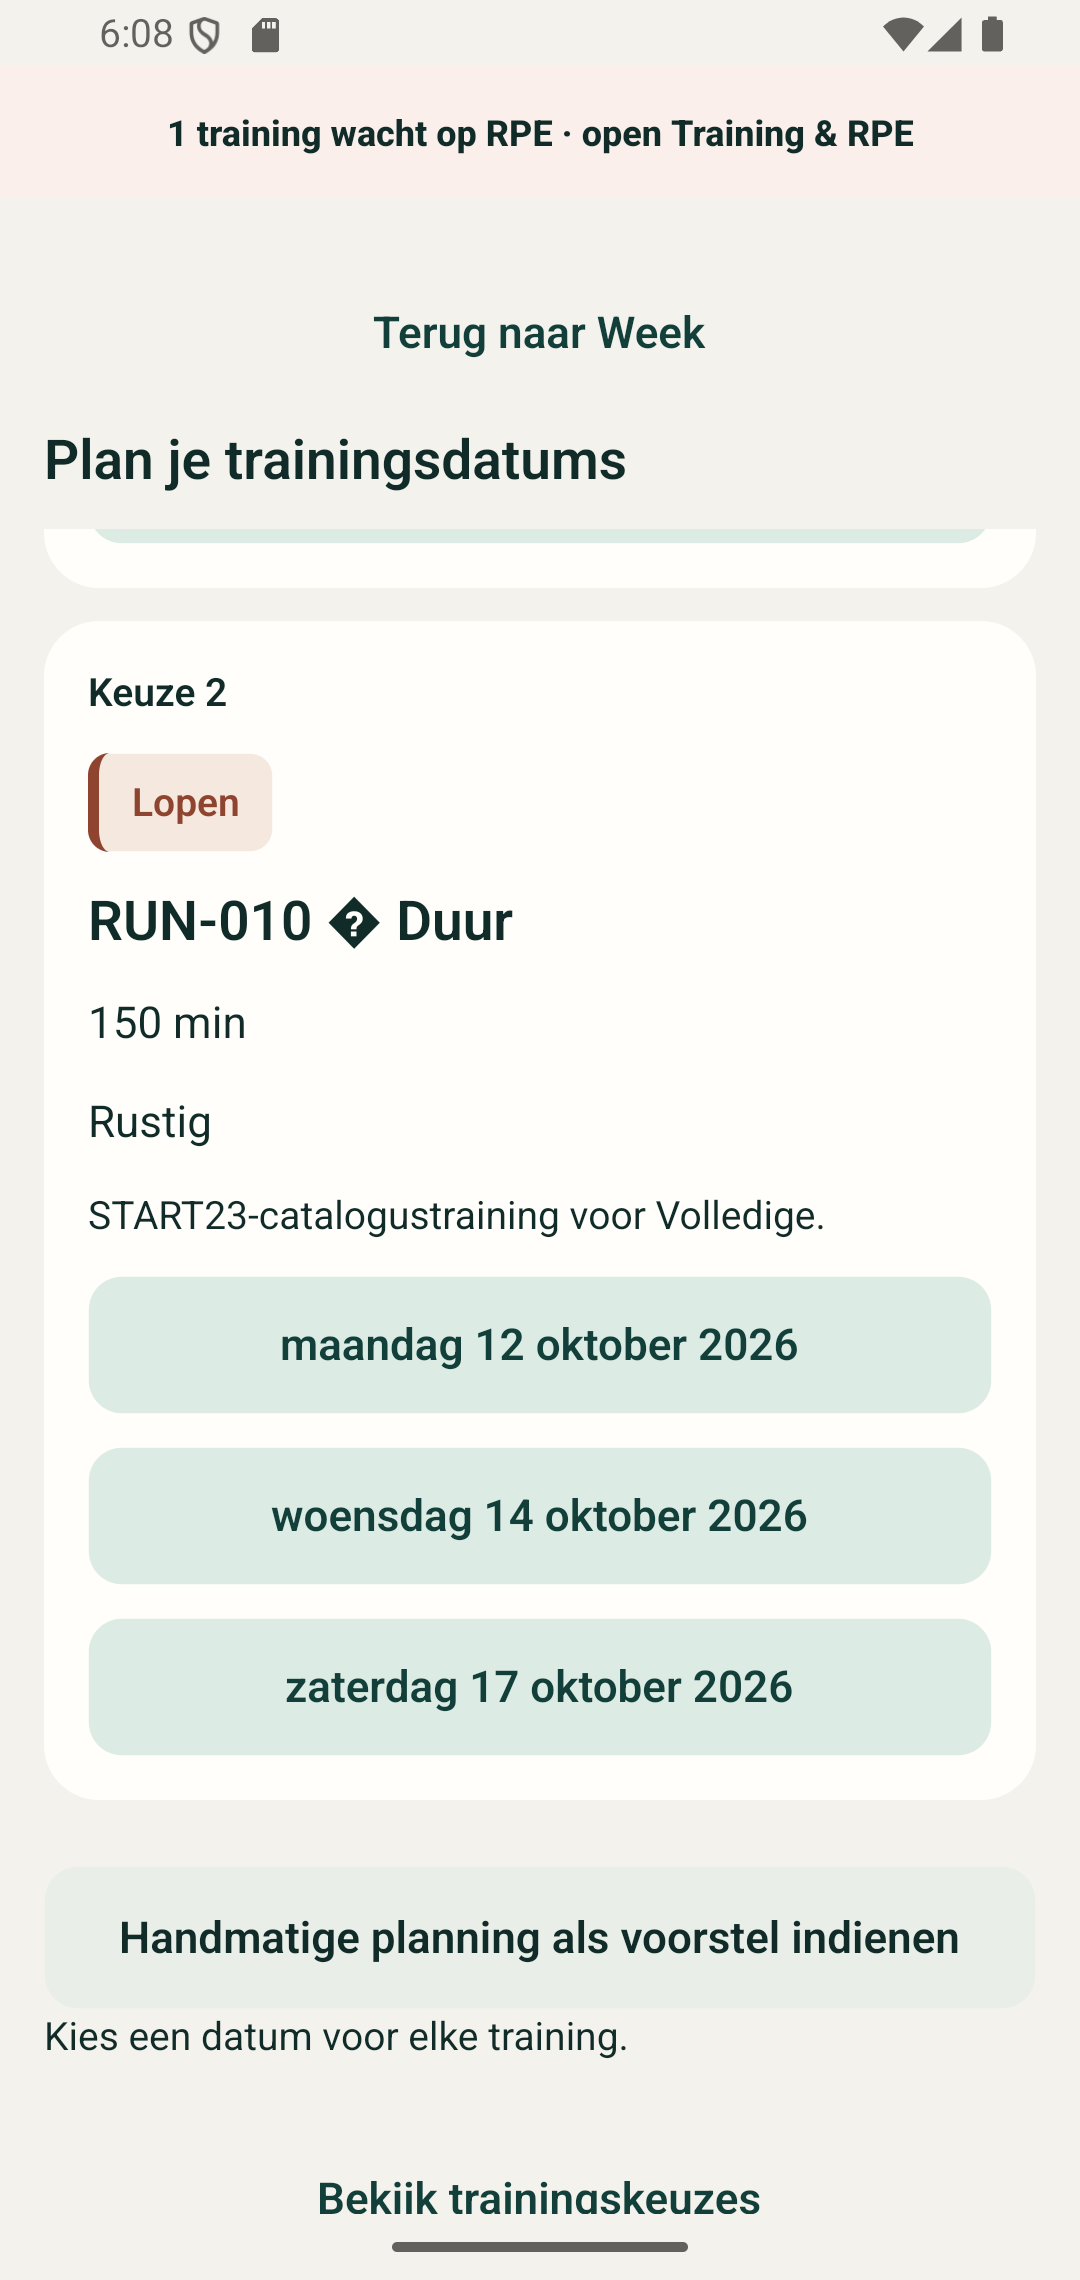 6:08
1 training wacht op RPE · open Training & RPE
Terug naar Week
Plan je trainingsdatums
Keuze 2
Lopen
RUN-010 � Duur
150 min
Rustig
START23-catalogustraining voor Volledige.
maandag 12 oktober 2026
woensdag 14 oktober 2026
zaterdag 17 oktober 2026
Handmatige planning als voorstel indienen
Kies een datum voor elke training.
Bekijk trainingskeuzes